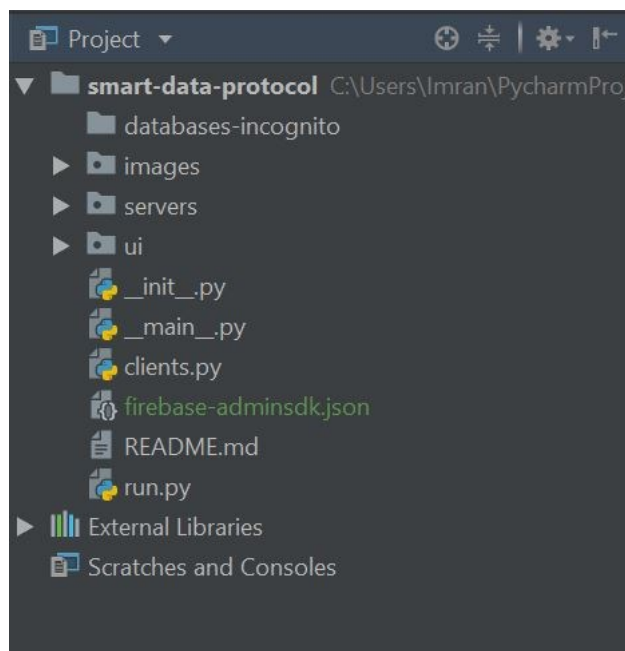 Project
smart-data-protocol C:\Users\Imran\PycharmPro
databases-incognito
images
servers
ui
__init__.py
__main__.py
clients.py
firebase-adminsdk.json
README.md
run.py
External Libraries
Scratches and Consoles